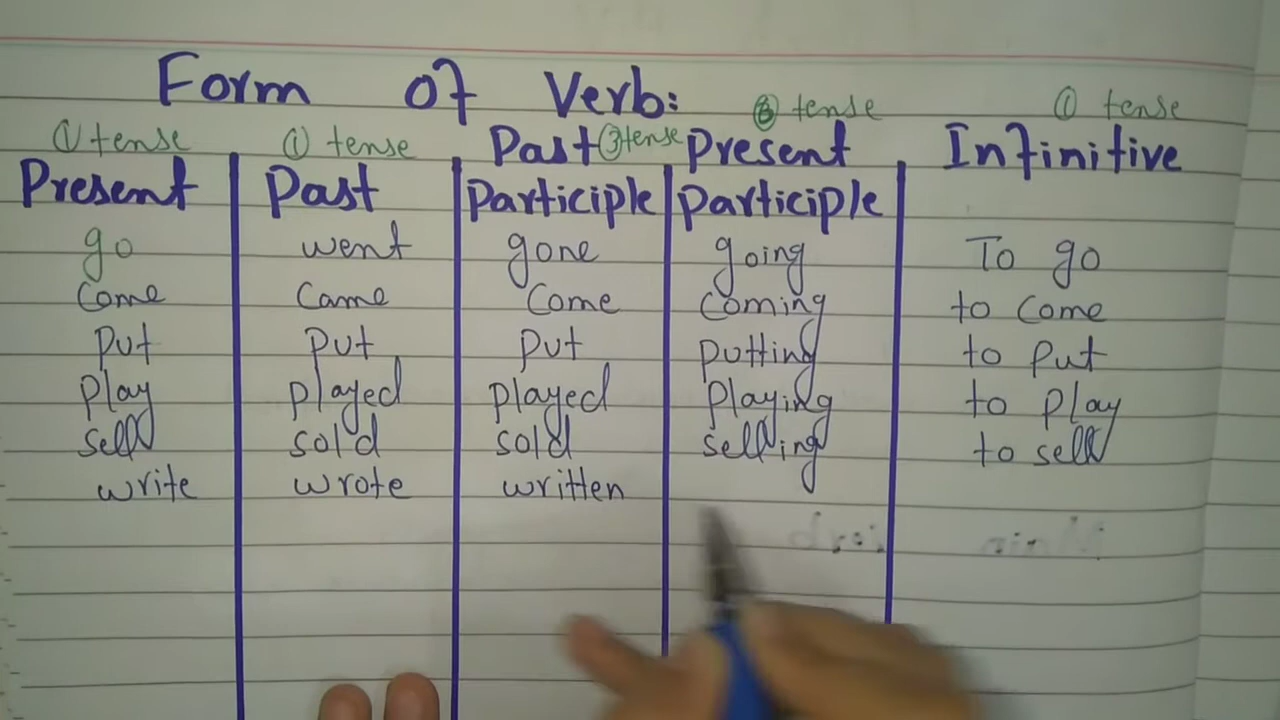 Form of Verb:
① tense ① tense ③ tense tense ① tense
Present Past Past Participle Present Participle Infinitive
go went gone going To go
Come Came Come Coming to Come
Put Put Put Putting to Put
Play Played Played Playing to Play
sell sold sold selling to sell
write wrote written